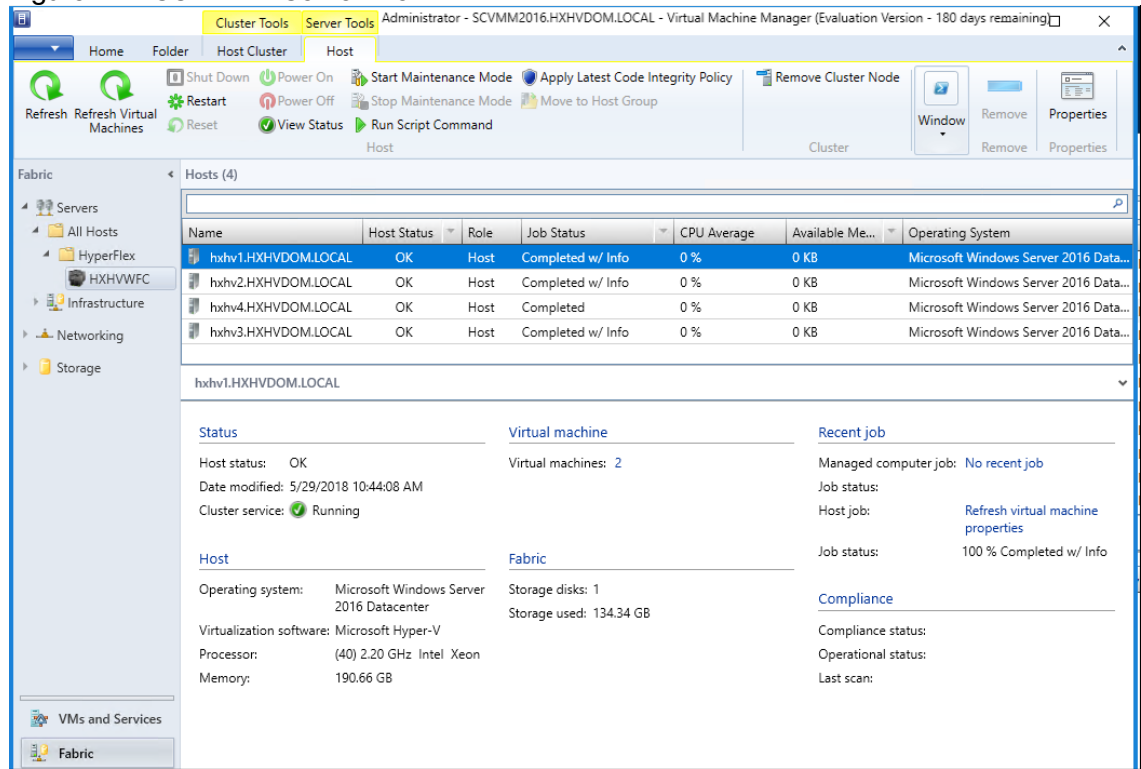 Cluster Tools Server Tools Administrator - SCVMM2016.HXHVDOM.LOCAL - Virtual Machine Manager (Evaluation Version - 180 days remaining)
Home Folder Host Cluster Host
Shut Down Power On Start Maintenance Mode Apply Latest Code Integrity Policy Remove Cluster Node
Restart Power Off Stop Maintenance Mode Move to Host Group
Refresh Refresh Virtual Machines
Reset View Status Run Script Command
Window Remove Properties
Host Cluster Remove Properties
Fabric Hosts (4)
Servers
All Hosts
HyperFlex
HXHVWFC
Infrastructure
Networking
Storage
Name Host Status Role Job Status CPU Average Available Me... Operating System
hxhv1.HXHVDOM.LOCAL OK Host Completed w/ Info 0 % 0 KB Microsoft Windows Server 2016 Data...
hxhv2.HXHVDOM.LOCAL OK Host Completed w/ Info 0 % 0 KB Microsoft Windows Server 2016 Data...
hxhv4.HXHVDOM.LOCAL OK Host Completed 0 % 0 KB Microsoft Windows Server 2016 Data...
hxhv3.HXHVDOM.LOCAL OK Host Completed w/ Info 0 % 0 KB Microsoft Windows Server 2016 Data...
hxhv1.HXHVDOM.LOCAL
Status
Host status: OK
Date modified: 5/29/2018 10:44:08 AM
Cluster service: Running
Virtual machine
Virtual machines: 2
Recent job
Managed computer job: No recent job
Job status:
Host job: Refresh virtual machine
properties
Job status: 100 % Completed w/ Info
Host
Operating system: Microsoft Windows Server
2016 Datacenter
Virtualization software: Microsoft Hyper-V
Processor: (40) 2.20 GHz Intel Xeon
Memory: 190.66 GB
Fabric
Storage disks: 1
Storage used: 134.34 GB
Compliance
Compliance status:
Operational status:
Last scan:
VMs and Services
Fabric